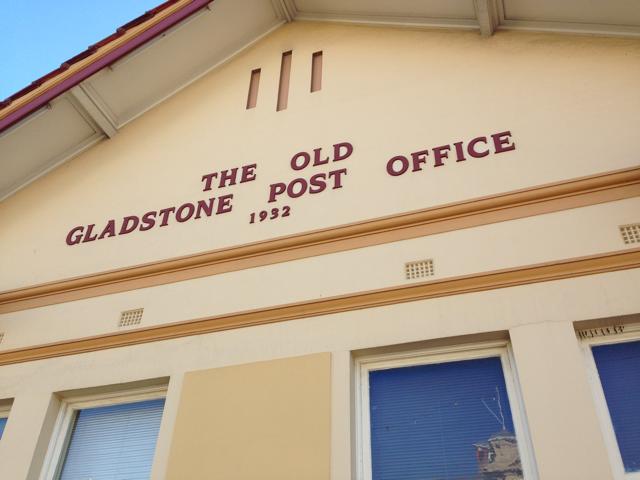 THE OLD
GLADSTONE POST OFFICE
1932